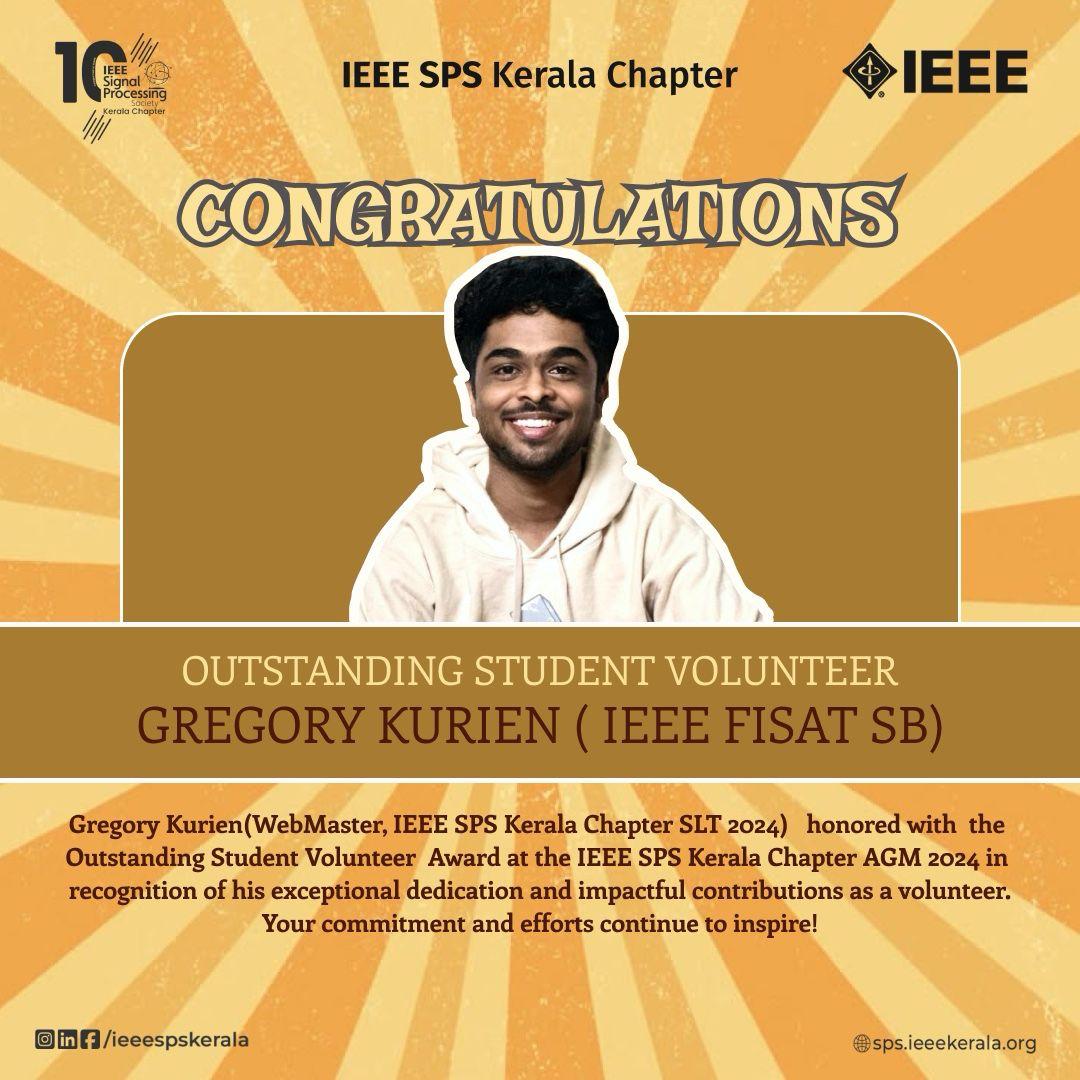 10
IEEE
Signal
Processing
Society
Kerala Chapter
IEEE SPS Kerala Chapter
IEEE
CONGRATULATIONS
OUTSTANDING STUDENT VOLUNTEER
GREGORY KURIEN ( IEEE FISAT SB)
Gregory Kurien(WebMaster, IEEE SPS Kerala Chapter SLT 2024) honored with the
Outstanding Student Volunteer Award at the IEEE SPS Kerala Chapter AGM 2024 in
recognition of his exceptional dedication and impactful contributions as a volunteer.
Your commitment and efforts continue to inspire!
/ieeespskerala
sps.ieeekerala.org